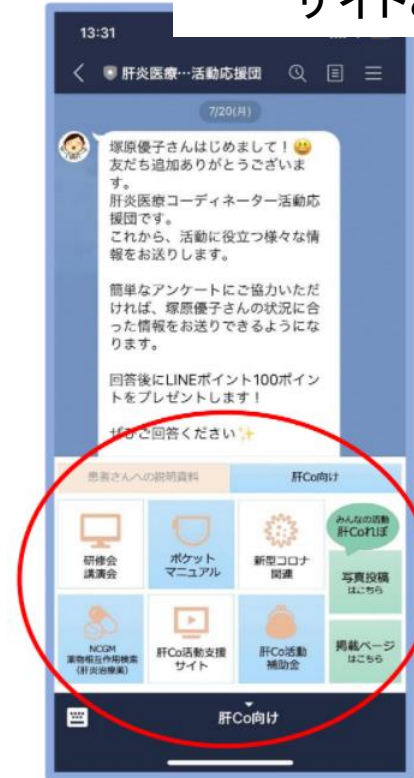 サイト
13:31
肝炎医療…活動応援団
7/20(月)
塚原優子さんはじめまして！😃
友だち追加ありがとうございま
す。
肝炎医療コーディネーター活動応
援団です。
これから、活動に役立つ様々な情
報をお送りします。
簡単なアンケートにご協力いただ
ければ、塚原優子さんの状況に合
った情報をお送りできるようにな
ります。
回答後にLINEポイント100ポイン
トをプレゼントします！
ぜひご回答ください✨
患者さんへの説明資料
肝Co向け
研修会
講演会
ポケット
マニュアル
新型コロナ
関連
みんなの活動
肝Coれば
写真投稿
はこちら
NCGM
薬物相互作用検索
(肝炎治療薬)
肝Co活動支援
サイト
肝Co活動
補助金
掲載ページ
はこちら
肝Co向け